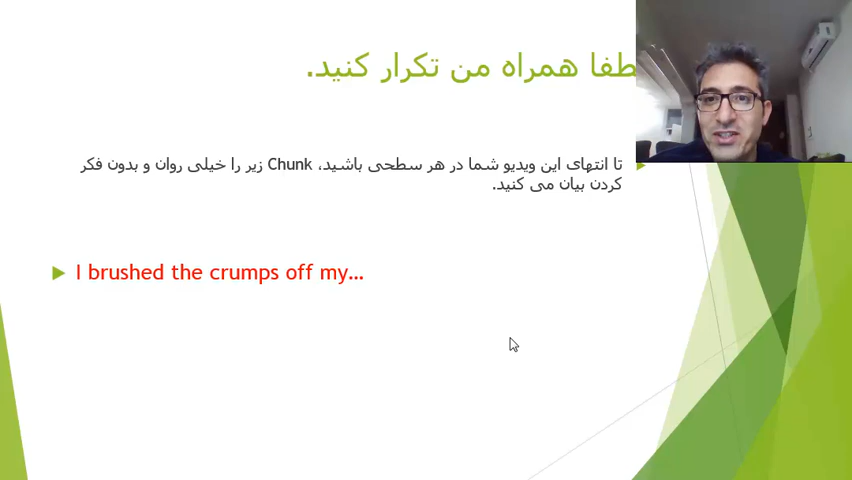 طفا همراه من تکرار کنید.
تا انتهای این ویدیو شما در هر سطحی باشید، Chunk زیر را خیلی روان و بدون فکر
کردن بیان می کنید.
I brushed the crumps off my…